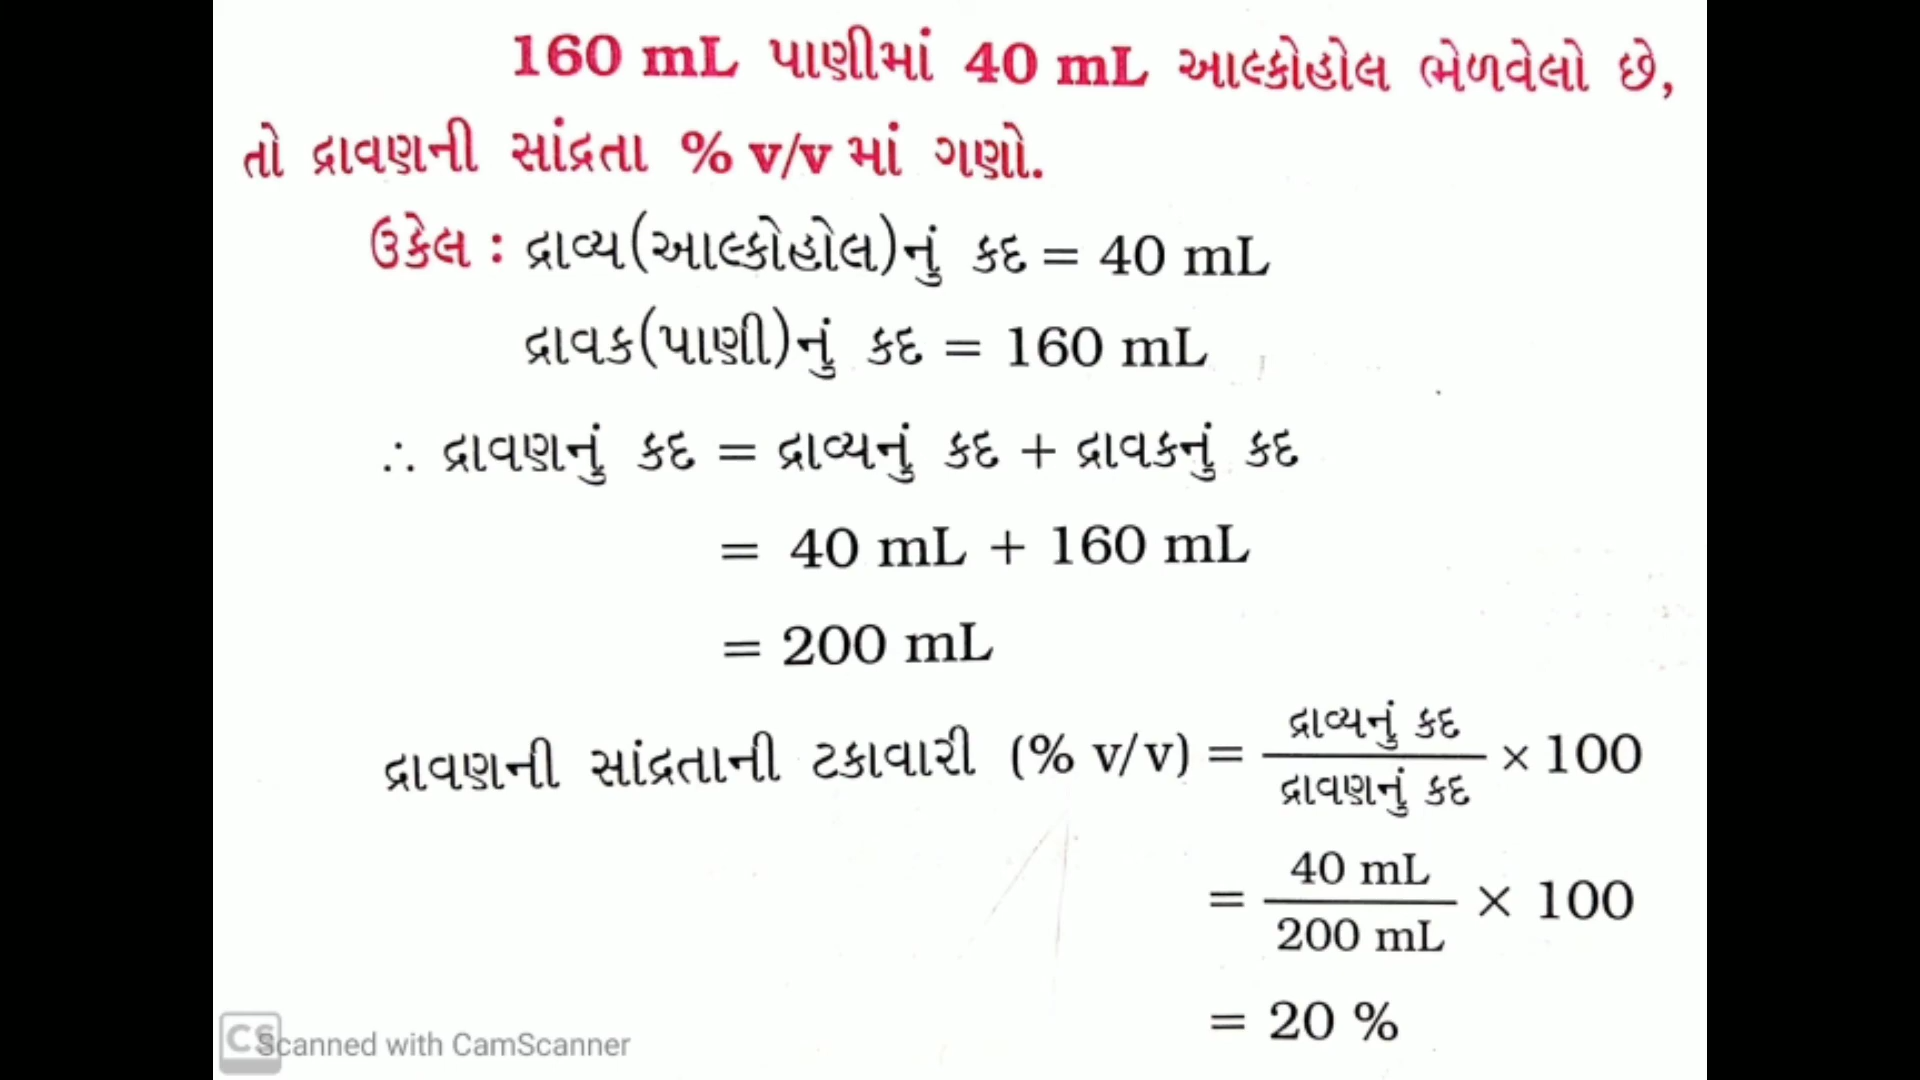 160 mL પાણીમાં 40 mL આલ્કોહોલ ભેળવેલો છે,
તો દ્રાવણની સાંદ્રતા % v/v માં ગણો.
ઉકેલ : દ્રાવ્ય(આલ્કોહોલ)નું કદ = 40 mL
દ્રાવક(પાણી)નું કદ = 160 mL
∴ દ્રાવણનું કદ = દ્રાવ્યનું કદ + દ્રાવકનું કદ
= 40 mL + 160 mL
= 200 mL
દ્રાવણની સાંદ્રતાની ટકાવારી (% v/v) = દ્રાવ્યનું કદ / દ્રાવણનું કદ × 100
= 40 mL / 200 mL × 100
= 20 %
CS Scanned with CamScanner